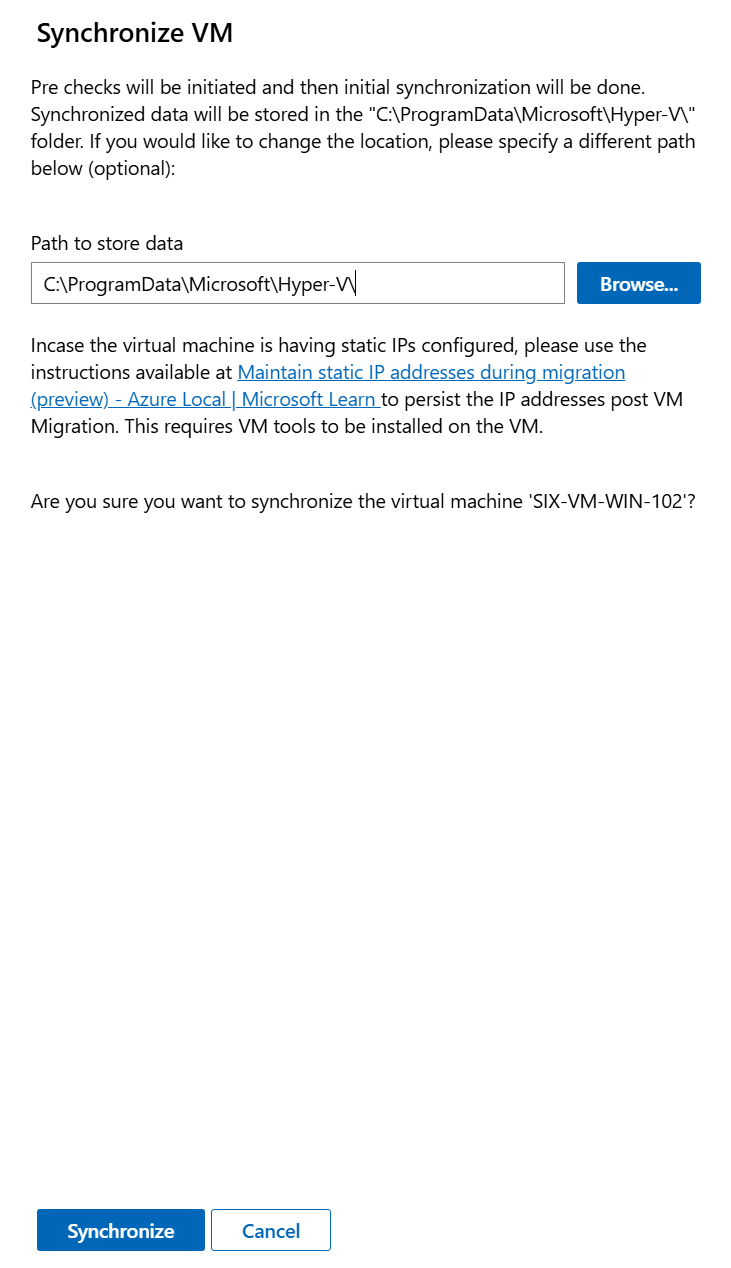 Synchronize VM
Pre checks will be initiated and then initial synchronization will be done.
Synchronized data will be stored in the "C:\ProgramData\Microsoft\Hyper-V\"
folder. If you would like to change the location, please specify a different path
below (optional):
Path to store data
C:\ProgramData\Microsoft\Hyper-V\
Browse...
Incase the virtual machine is having static IPs configured, please use the
instructions available at Maintain static IP addresses during migration
(preview) - Azure Local | Microsoft Learn to persist the IP addresses post VM
Migration. This requires VM tools to be installed on the VM.
Are you sure you want to synchronize the virtual machine 'SIX-VM-WIN-102'?
Synchronize
Cancel